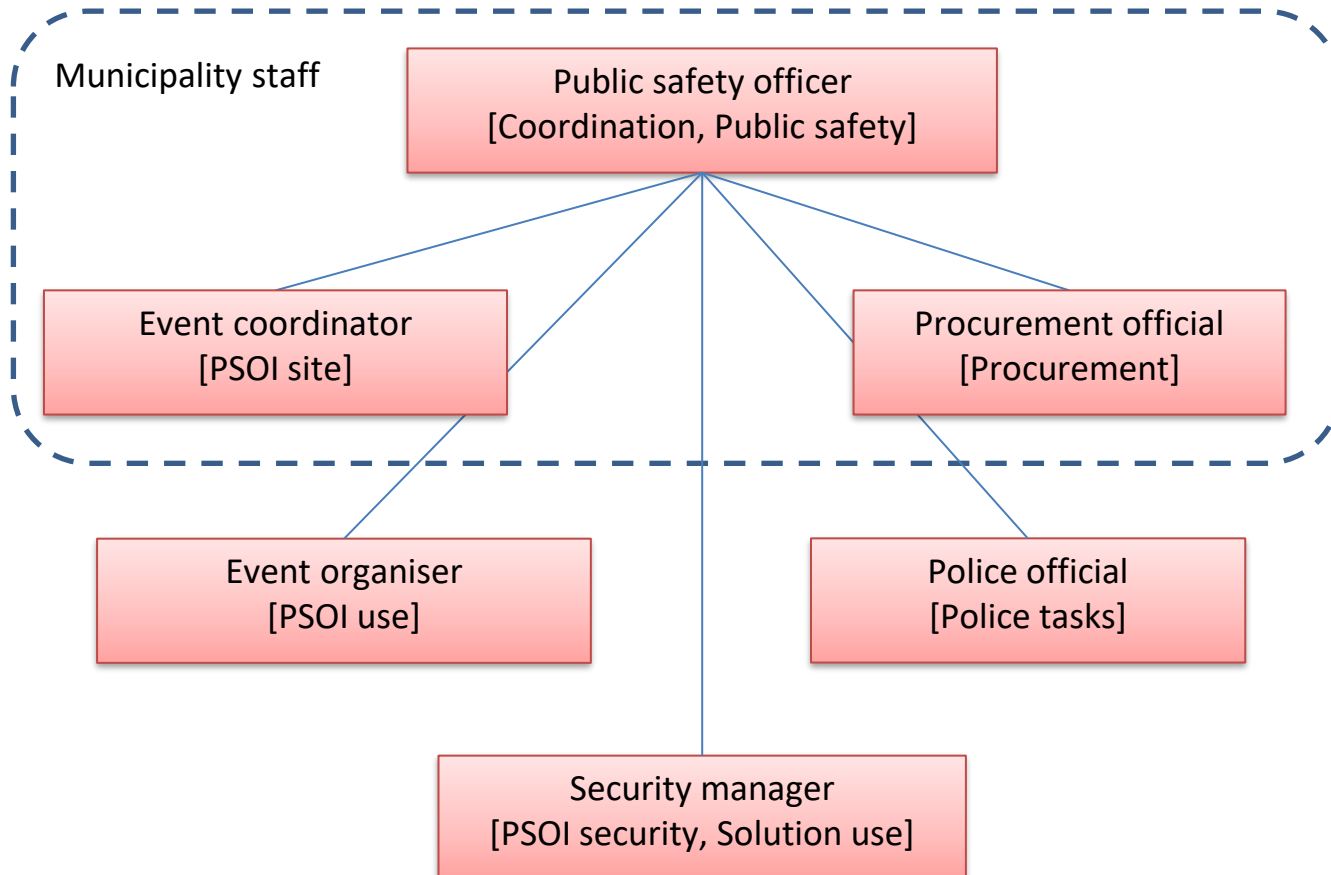 Municipality staff
Public safety officer
[Coordination, Public safety]
Event coordinator
[PSOI site]
Procurement official
[Procurement]
Event organiser
[PSOI use]
Police official
[Police tasks]
Security manager
[PSOI security, Solution use]